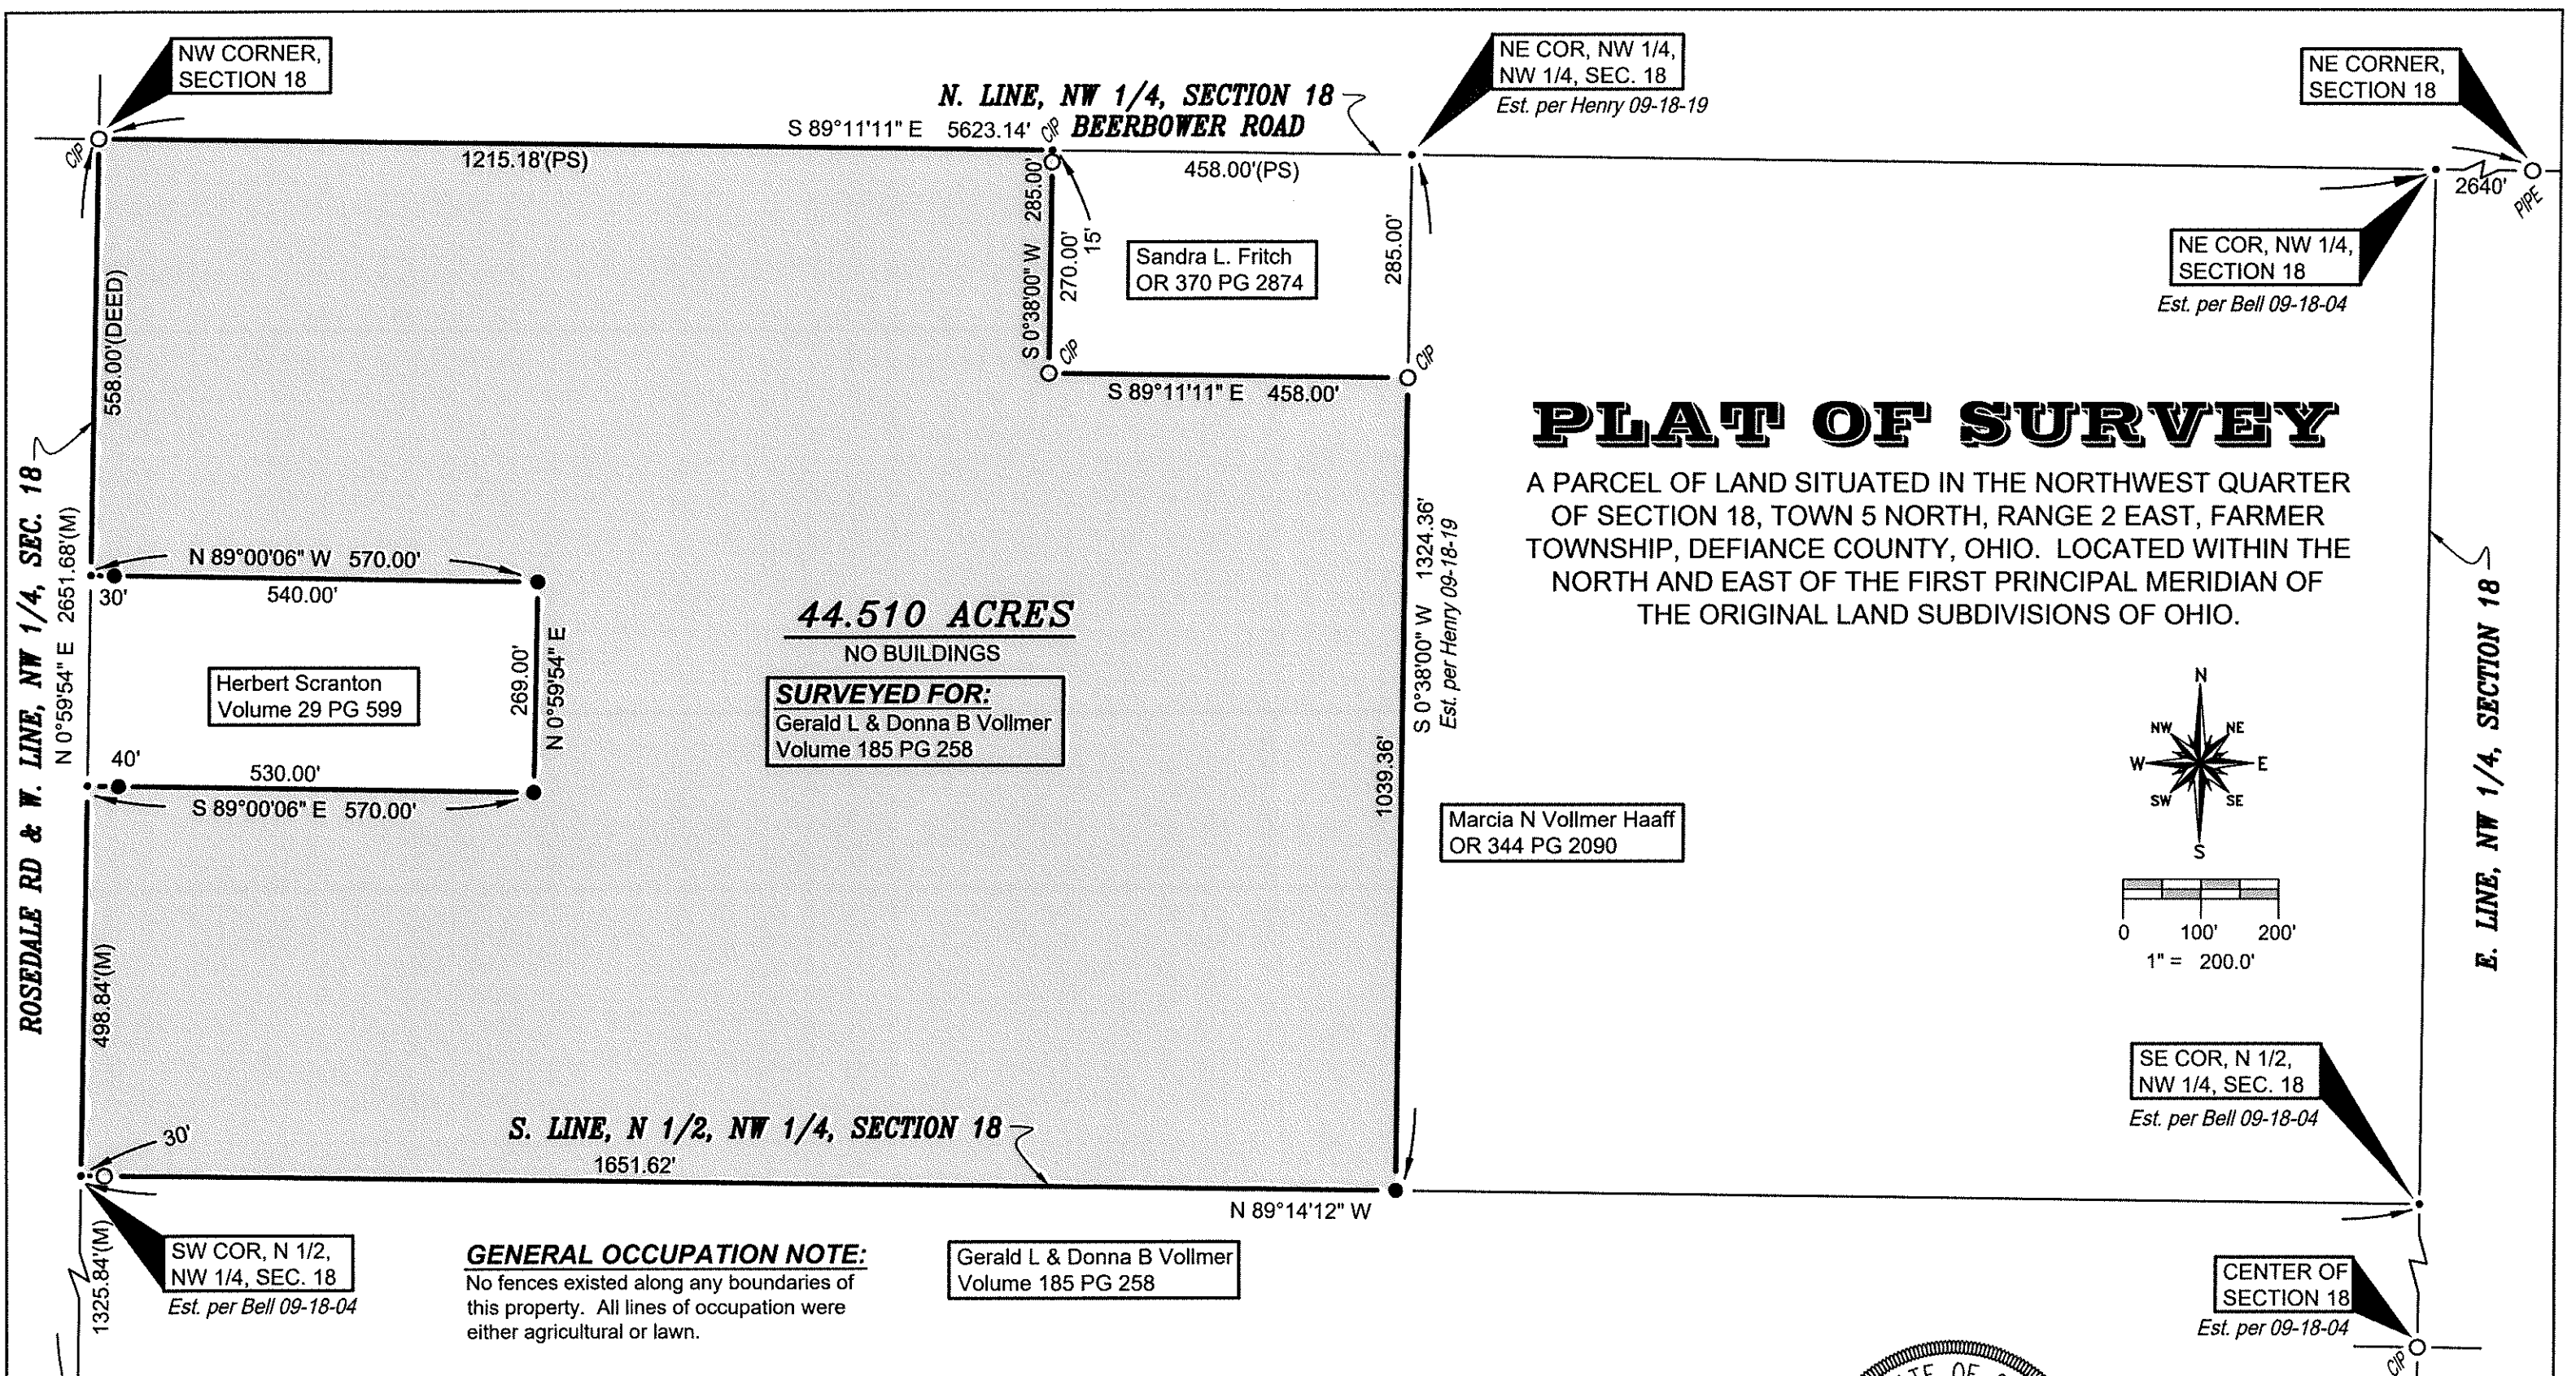 NW CORNER,
SECTION 18
N. LINE, NW 1/4, SECTION 18
BEERBOWER ROAD
NE COR, NW 1/4,
NW 1/4, SEC. 18
Est. per Henry 09-18-19
NE CORNER,
SECTION 18
CIP
S 89°11'11" E 5623.14'
CIP
1215.18'(PS)
458.00'(PS)
2640'
PIPE
285.00'
S 0°38'00" W
270.00'
15'
Sandra L. Fritch
OR 370 PG 2874
285.00'
NE COR, NW 1/4,
SECTION 18
Est. per Bell 09-18-04
558.00'(DEED)
CIP
CIP
S 89°11'11" E 458.00'
PLAT OF SURVEY
A PARCEL OF LAND SITUATED IN THE NORTHWEST QUARTER
OF SECTION 18, TOWN 5 NORTH, RANGE 2 EAST, FARMER
TOWNSHIP, DEFIANCE COUNTY, OHIO. LOCATED WITHIN THE
NORTH AND EAST OF THE FIRST PRINCIPAL MERIDIAN OF
THE ORIGINAL LAND SUBDIVISIONS OF OHIO.
ROSEDALE RD & W. LINE, NW 1/4, SEC. 18
N 0°59'54" E 2651.68'(M)
N 89°00'06" W 570.00'
30'
540.00'
44.510 ACRES
NO BUILDINGS
SURVEYED FOR:
Gerald L & Donna B Vollmer
Volume 185 PG 258
Herbert Scranton
Volume 29 PG 599
269.00'
N 0°59'54" E
40'
530.00'
S 89°00'06" E 570.00'
S 0°38'00" W 1324.36'
Est. per Henry 09-18-19
1039.36'
Marcia N Vollmer Haaff
OR 344 PG 2090
N
NW
NE
W
E
SW
SE
S
0 100' 200'
1" = 200.0'
E. LINE, NW 1/4, SECTION 18
498.84'(M)
30'
S. LINE, N 1/2, NW 1/4, SECTION 18
1651.62'
N 89°14'12" W
SE COR, N 1/2,
NW 1/4, SEC. 18
Est. per Bell 09-18-04
1325.84'(M)
SW COR, N 1/2,
NW 1/4, SEC. 18
Est. per Bell 09-18-04
GENERAL OCCUPATION NOTE:
No fences existed along any boundaries of
this property. All lines of occupation were
either agricultural or lawn.
Gerald L & Donna B Vollmer
Volume 185 PG 258
CENTER OF
SECTION 18
Est. per 09-18-04
CIP
OF